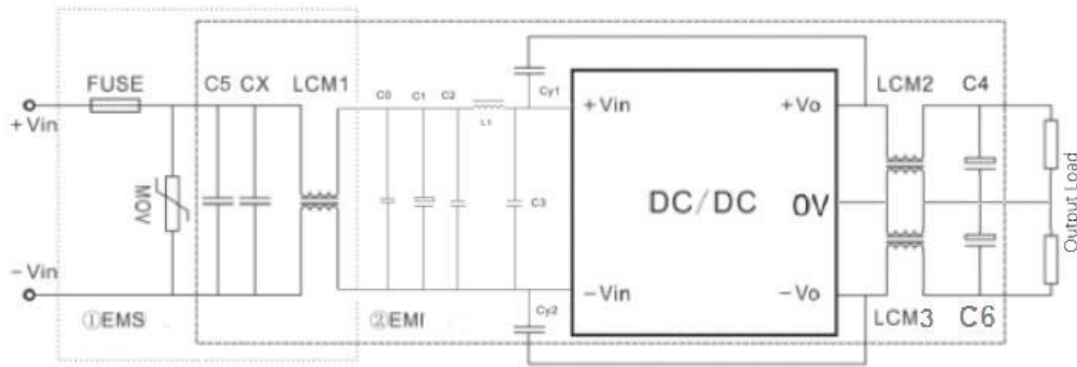 FUSE
C5
CX
LCM1
C0
C1
C2
L1
Cy1
LCM2
C4
+Vin
+Vin
+Vo
MOV
C3
DC/DC
0V
Output Load
−Vin
−Vin
−Vo
①EMS
②EMI
Cy2
LCM3
C6